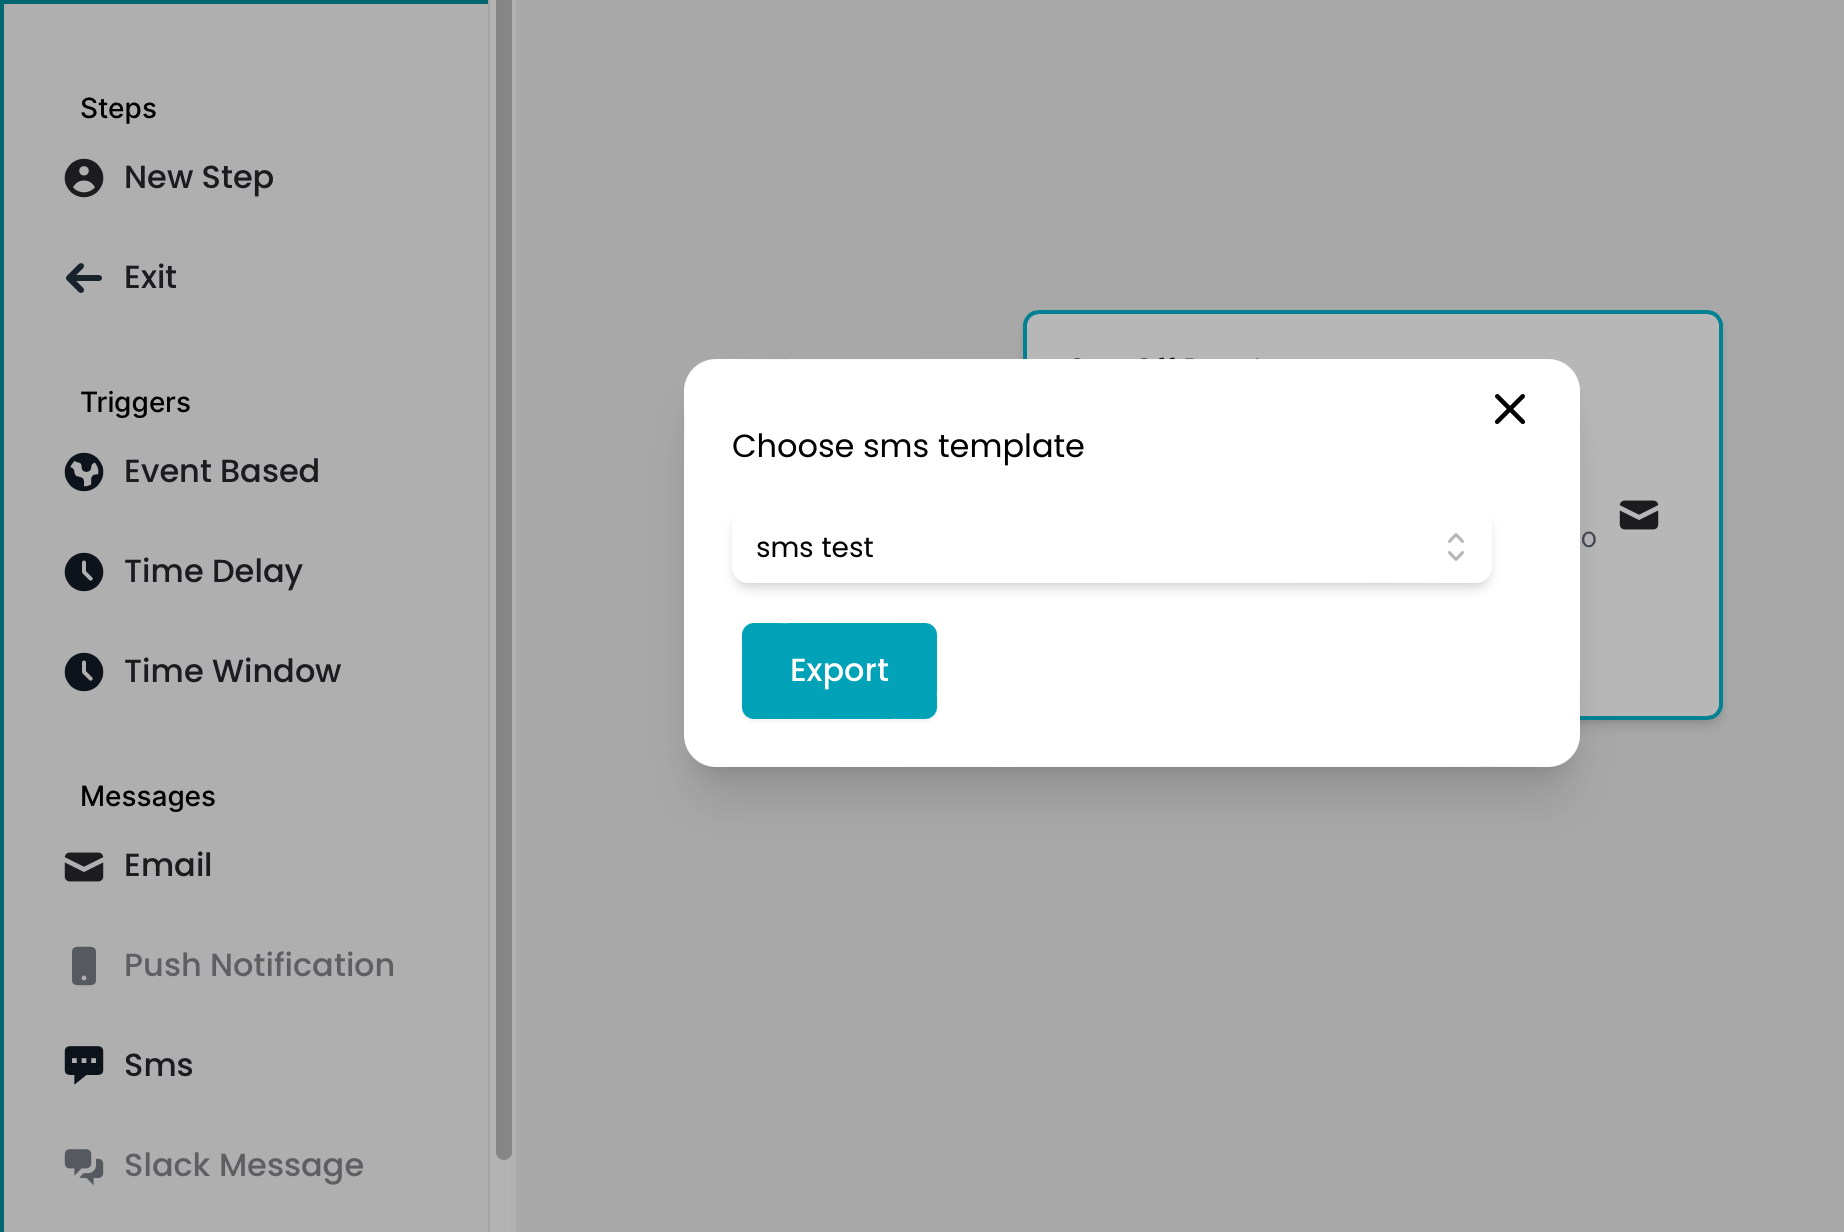 Steps
New Step
Exit
Triggers
Event Based
Time Delay
Time Window
Messages
Email
Push Notification
Sms
Slack Message
Choose sms template
sms test
Export